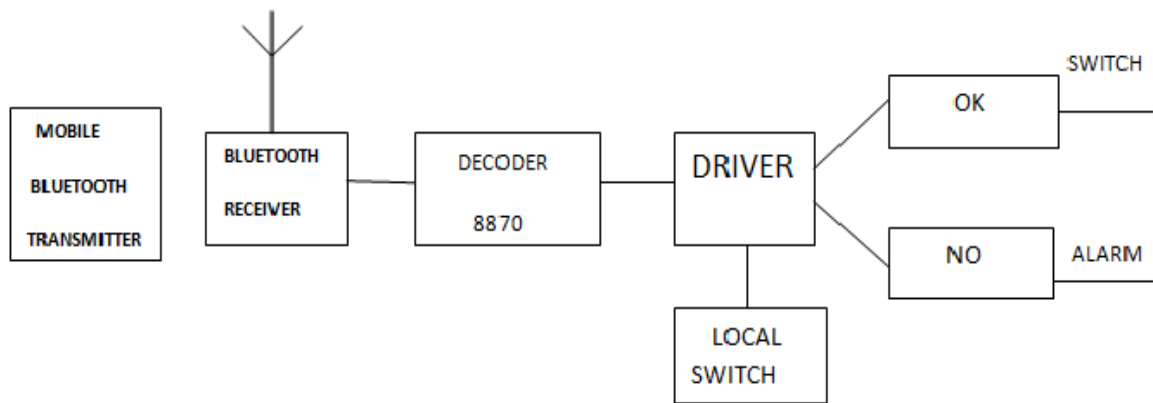 MOBILE
BLUETOOTH
TRANSMITTER
BLUETOOTH
RECEIVER
DECODER
8870
DRIVER
LOCAL
SWITCH
OK
SWITCH
NO
ALARM